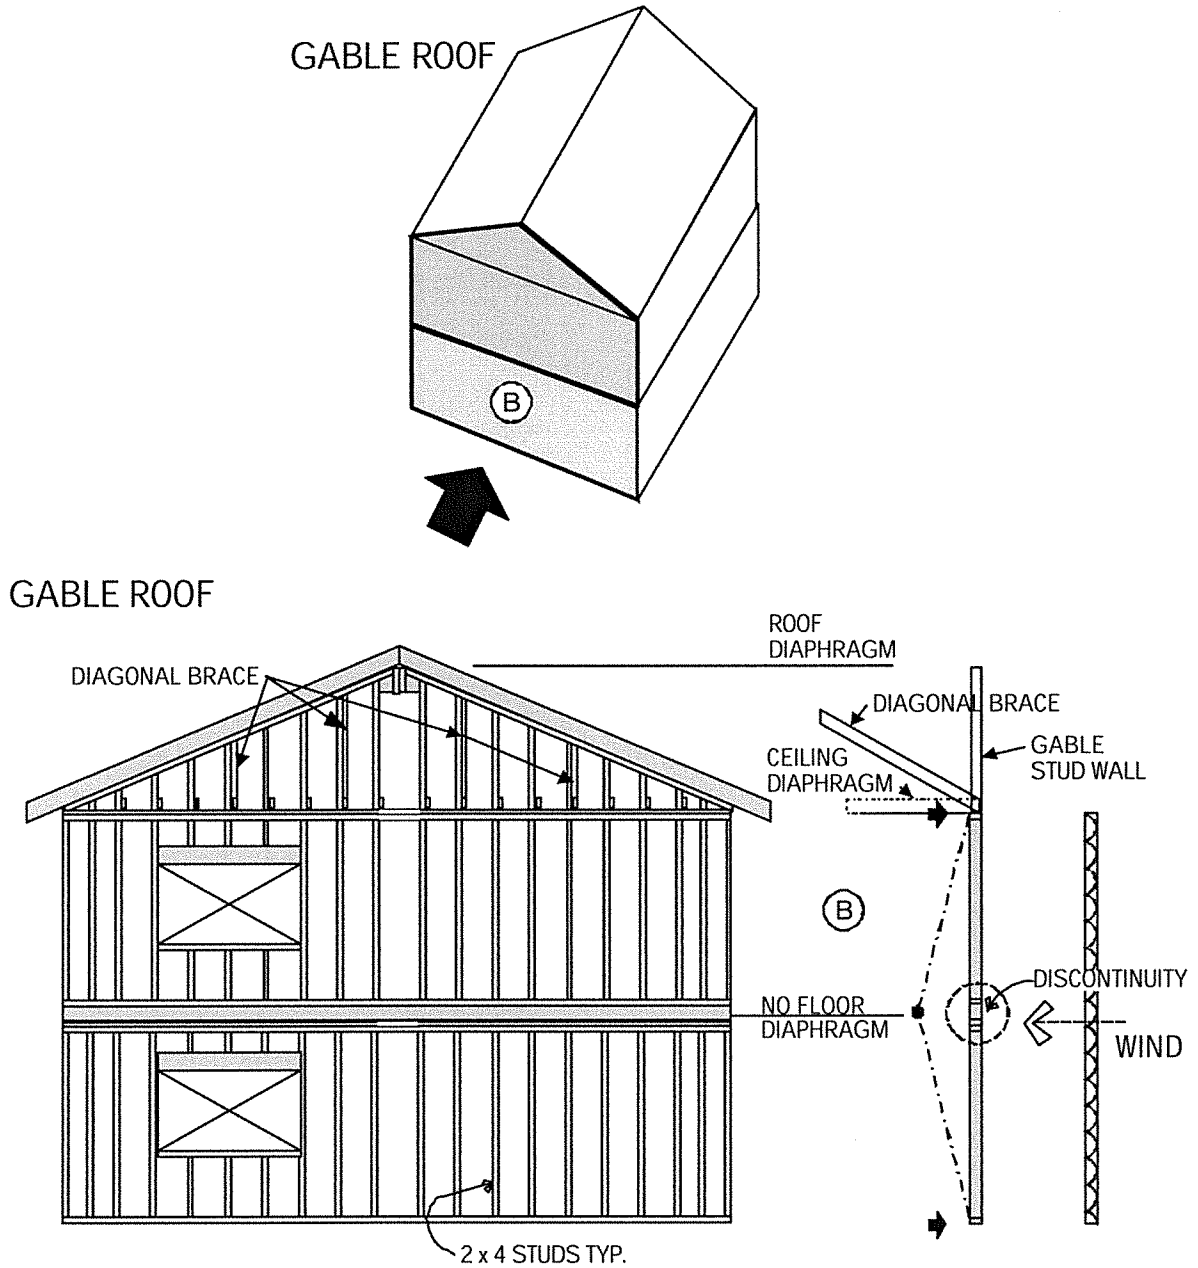 GABLE ROOF
B
GABLE ROOF
ROOF
DIAPHRAGM
DIAGONAL BRACE
DIAGONAL BRACE
GABLE
STUD WALL
CEILING
DIAPHRAGM
B
DISCONTINUITY
NO FLOOR
DIAPHRAGM
WIND
2 x 4 STUDS TYP.